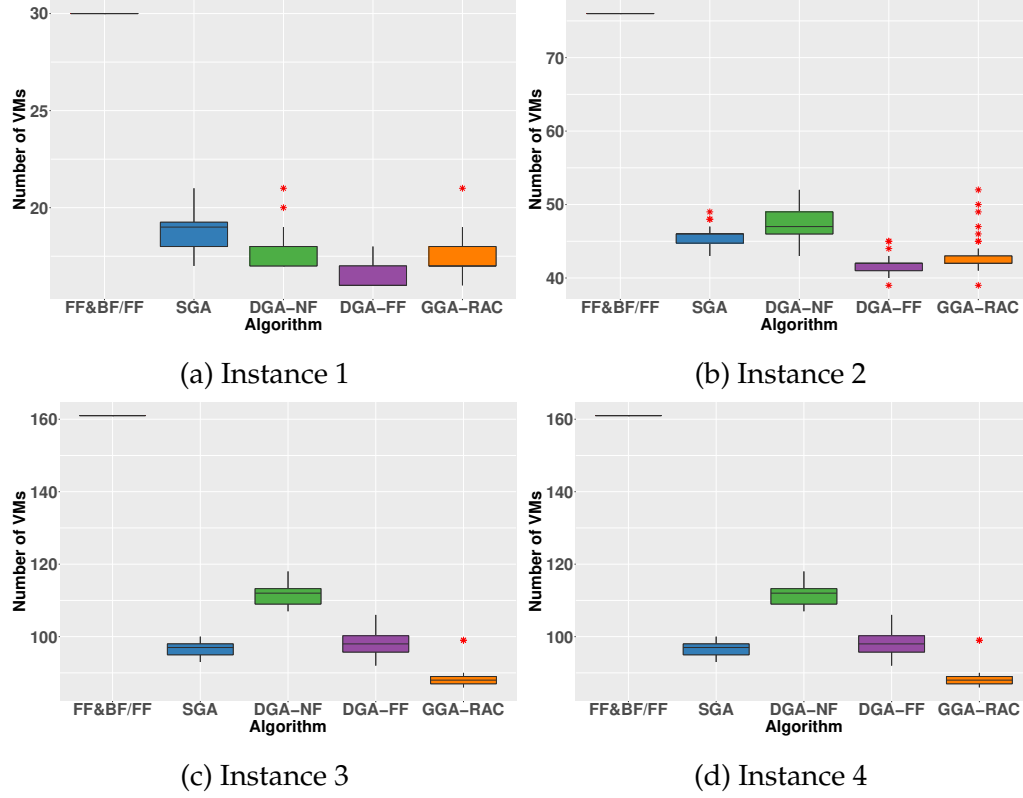 30
20
Number of VMs
FF&BF/FF SGA DGA−NF DGA−FF GGA−RAC
Algorithm
(a) Instance 1
70
60
50
40
Number of VMs
FF&BF/FF SGA DGA−NF DGA−FF GGA−RAC
Algorithm
(b) Instance 2
160
140
120
100
Number of VMs
FF&BF/FF SGA DGA−NF DGA−FF GGA−RAC
Algorithm
(c) Instance 3
160
140
120
100
Number of VMs
FF&BF/FF SGA DGA−NF DGA−FF GGA−RAC
Algorithm
(d) Instance 4